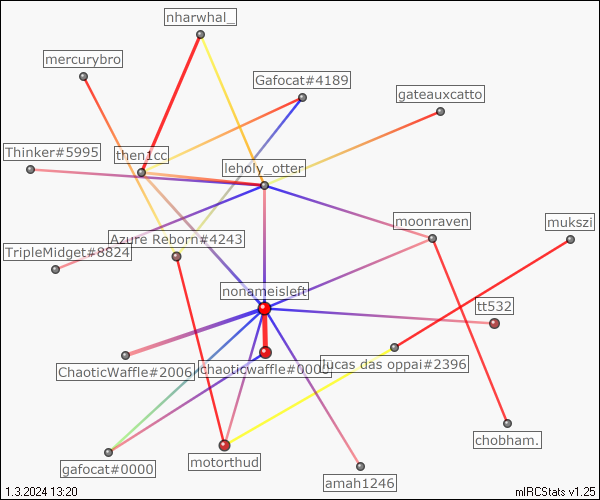 nharwhal_
mercurybro
Gafocat#4189
gateauxcatto
Thinker#5995
then1cc
leholy_otter
moonraven
mukszi
Azure Reborn#4243
TripleMidget#8824
nonameisleft
tt532
ChaoticWaffle#2006
chaoticwaffle#000
lucas das oppai#2396
chobham.
gafocat#0000
motorthud
amah1246
1.3.2024 13:20
mIRCStats v1.25